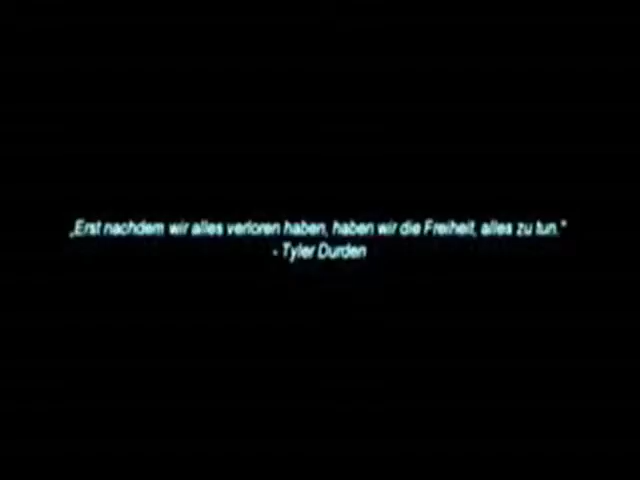 „Erst nachdem wir alles verloren haben, haben wir die Freiheit, alles zu tun."
- Tyler Durden